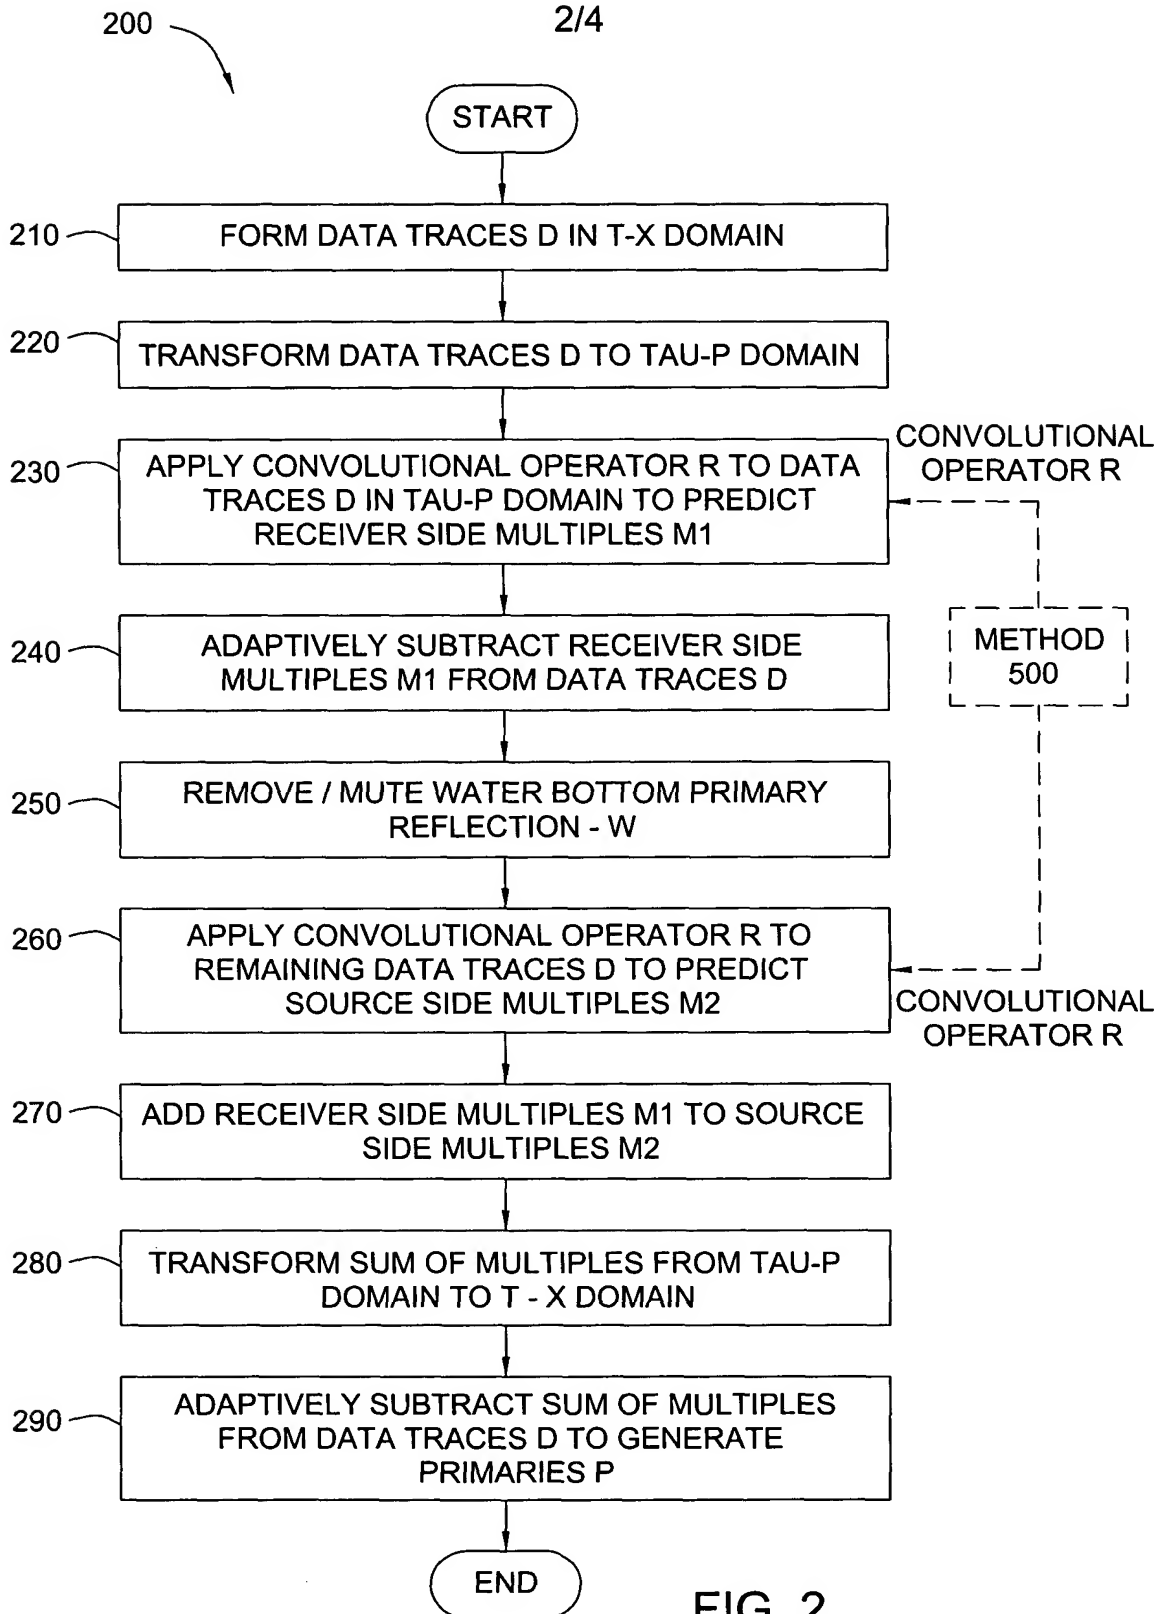 200
2/4
START
210
FORM DATA TRACES D IN T-X DOMAIN
220
TRANSFORM DATA TRACES D TO TAU-P DOMAIN
230
APPLY CONVOLUTIONAL OPERATOR R TO DATA
TRACES D IN TAU-P DOMAIN TO PREDICT
RECEIVER SIDE MULTIPLES M1
CONVOLUTIONAL
OPERATOR R
240
ADAPTIVELY SUBTRACT RECEIVER SIDE
MULTIPLES M1 FROM DATA TRACES D
METHOD
500
250
REMOVE / MUTE WATER BOTTOM PRIMARY
REFLECTION - W
260
APPLY CONVOLUTIONAL OPERATOR R TO
REMAINING DATA TRACES D TO PREDICT
SOURCE SIDE MULTIPLES M2
CONVOLUTIONAL
OPERATOR R
270
ADD RECEIVER SIDE MULTIPLES M1 TO SOURCE
SIDE MULTIPLES M2
280
TRANSFORM SUM OF MULTIPLES FROM TAU-P
DOMAIN TO T - X DOMAIN
290
ADAPTIVELY SUBTRACT SUM OF MULTIPLES
FROM DATA TRACES D TO GENERATE
PRIMARIES P
END
FIG. 2